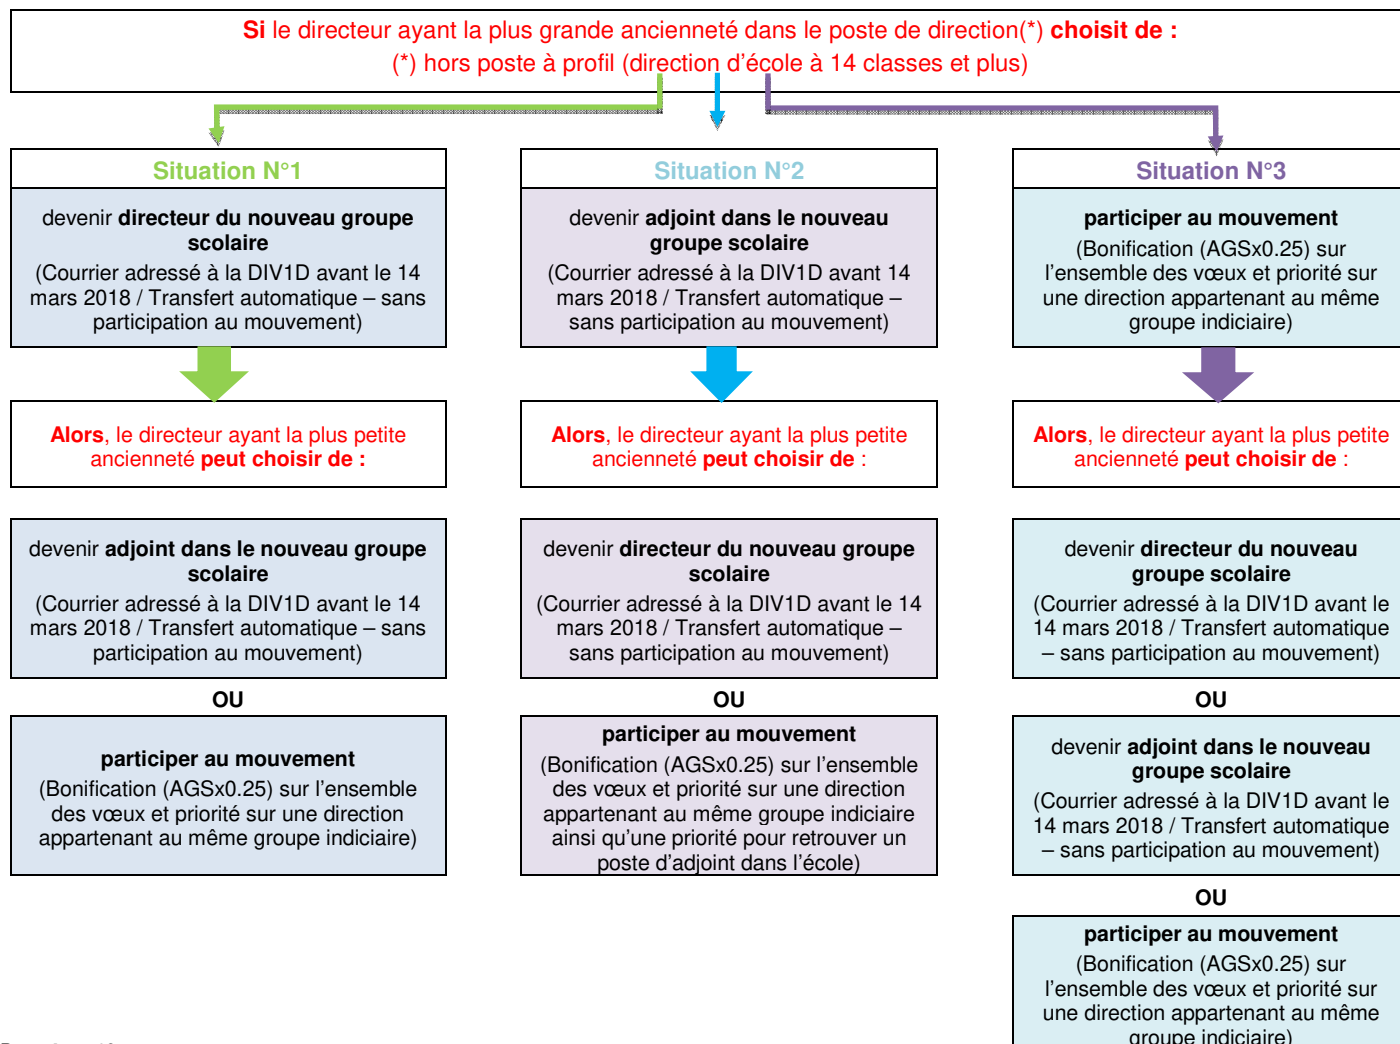 Si le directeur ayant la plus grande ancienneté dans le poste de direction(*) choisit de :
(*) hors poste à profil (direction d'école à 14 classes et plus)
Situation N°1
devenir directeur du nouveau groupe
scolaire
(Courrier adressé à la DIV1D avant le 14
mars 2018 / Transfert automatique – sans
participation au mouvement)
Alors, le directeur ayant la plus petite
ancienneté peut choisir de :
devenir adjoint dans le nouveau groupe
scolaire
(Courrier adressé à la DIV1D avant le 14
mars 2018 / Transfert automatique – sans
participation au mouvement)
OU
participer au mouvement
(Bonification (AGSx0.25) sur l'ensemble
des vœux et priorité sur une direction
appartenant au même groupe indiciaire)
Situation N°2
devenir adjoint dans le nouveau
groupe scolaire
(Courrier adressé à la DIV1D avant 14
mars 2018 / Transfert automatique –
sans participation au mouvement)
Alors, le directeur ayant la plus petite
ancienneté peut choisir de :
devenir directeur du nouveau groupe
scolaire
(Courrier adressé à la DIV1D avant le 14
mars 2018 / Transfert automatique –
sans participation au mouvement)
OU
participer au mouvement
(Bonification (AGSx0.25) sur l'ensemble
des vœux et priorité sur une direction
appartenant au même groupe indiciaire
ainsi qu'une priorité pour retrouver un
poste d'adjoint dans l'école)
Situation N°3
participer au mouvement
(Bonification (AGSx0.25) sur
l'ensemble des vœux et priorité sur
une direction appartenant au même
groupe indiciaire)
Alors, le directeur ayant la plus petite
ancienneté peut choisir de :
devenir directeur du nouveau
groupe scolaire
(Courrier adressé à la DIV1D avant le
14 mars 2018 / Transfert automatique
– sans participation au mouvement)
OU
devenir adjoint dans le nouveau
groupe scolaire
(Courrier adressé à la DIV1D avant le
14 mars 2018 / Transfert automatique
– sans participation au mouvement)
OU
participer au mouvement
(Bonification (AGSx0.25) sur
l'ensemble des vœux et priorité sur
une direction appartenant au même
groupe indiciaire)